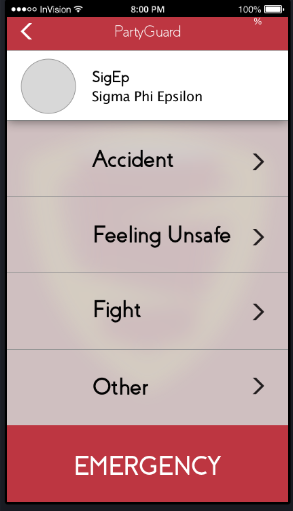 InVision 8:00 PM 100%
PartyGuard
SigEp
Sigma Phi Epsilon
Accident
Feeling Unsafe
Fight
Other
EMERGENCY